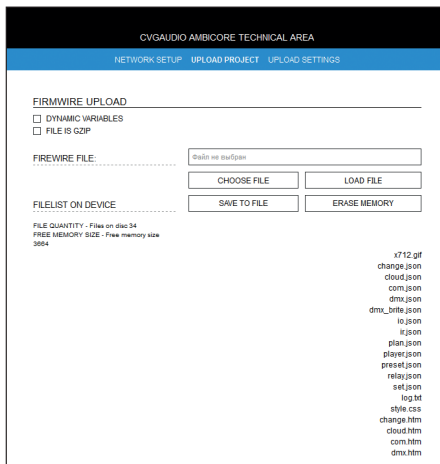 CVGAUDIO AMBICORE TECHNICAL AREA
NETWORK SETUP UPLOAD PROJECT UPLOAD SETTINGS
FIRMWIRE UPLOAD
DYNAMIC VARIABLES
FILE IS GZIP
FIREWIRE FILE:
Файл не выбран
CHOOSE FILE LOAD FILE
FILELIST ON DEVICE
SAVE TO FILE ERASE MEMORY
FILE QUANTITY - Files on disc 34
FREE MEMORY SIZE - Free memory size
3664
x712.gif
change.json
cloud.json
com.json
dmx.json
dmx_brite.json
io.json
ir.json
plan.json
player.json
preset.json
relay.json
set.json
log.txt
style.css
change.htm
cloud.htm
com.htm
dmx.htm